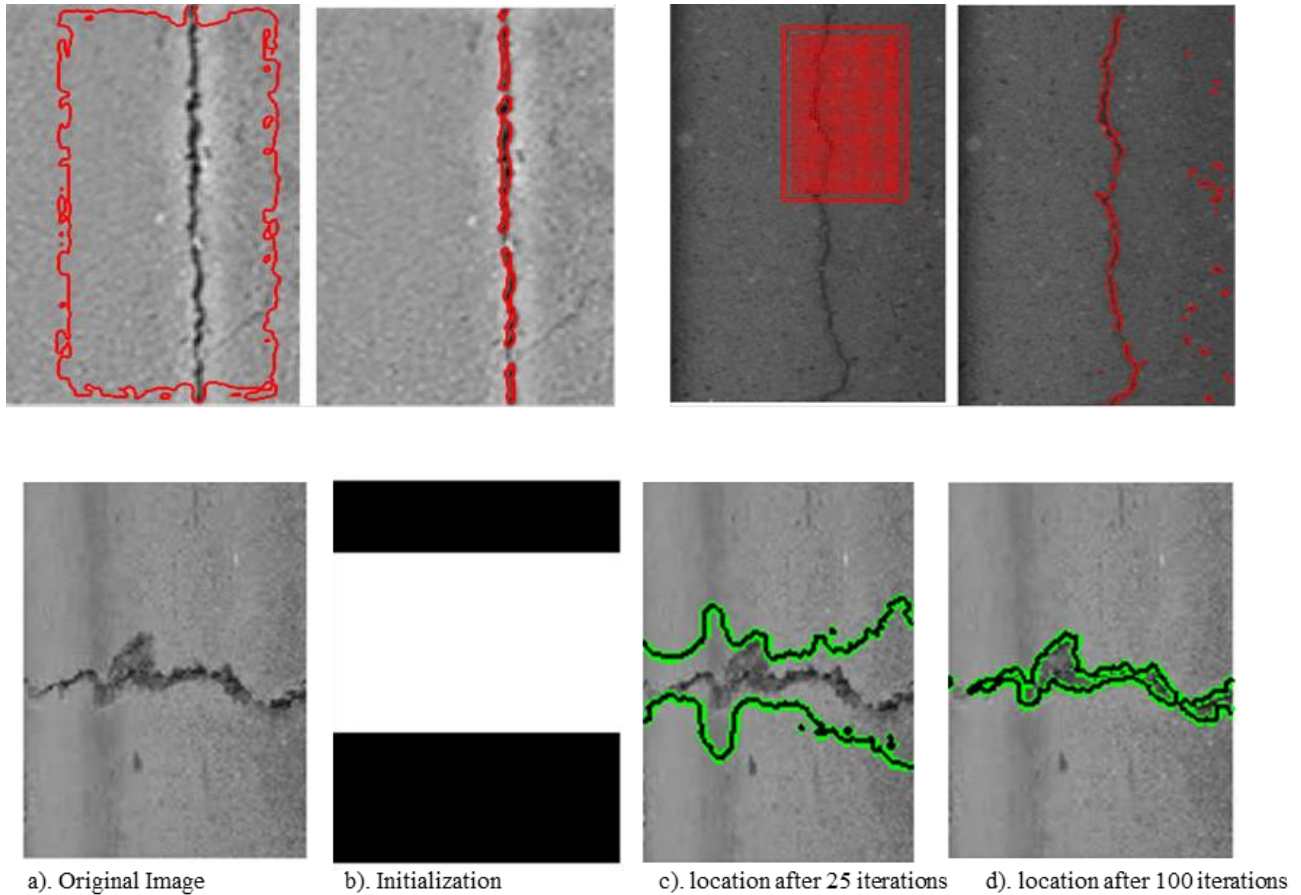 a). Original Image
b). Initialization
c). location after 25 iterations
d). location after 100 iterations